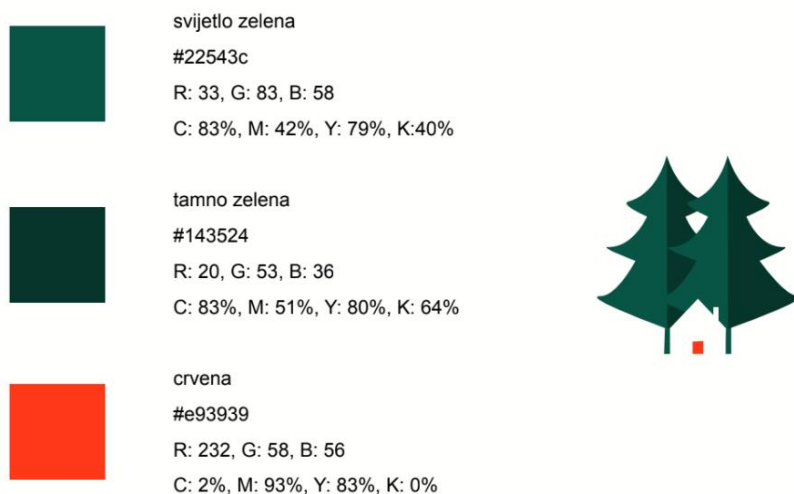 svijetlo zelena
#22543c
R: 33, G: 83, B: 58
C: 83%, M: 42%, Y: 79%, K:40%
tamno zelena
#143524
R: 20, G: 53, B: 36
C: 83%, M: 51%, Y: 80%, K: 64%
crvena
#e93939
R: 232, G: 58, B: 56
C: 2%, M: 93%, Y: 83%, K: 0%